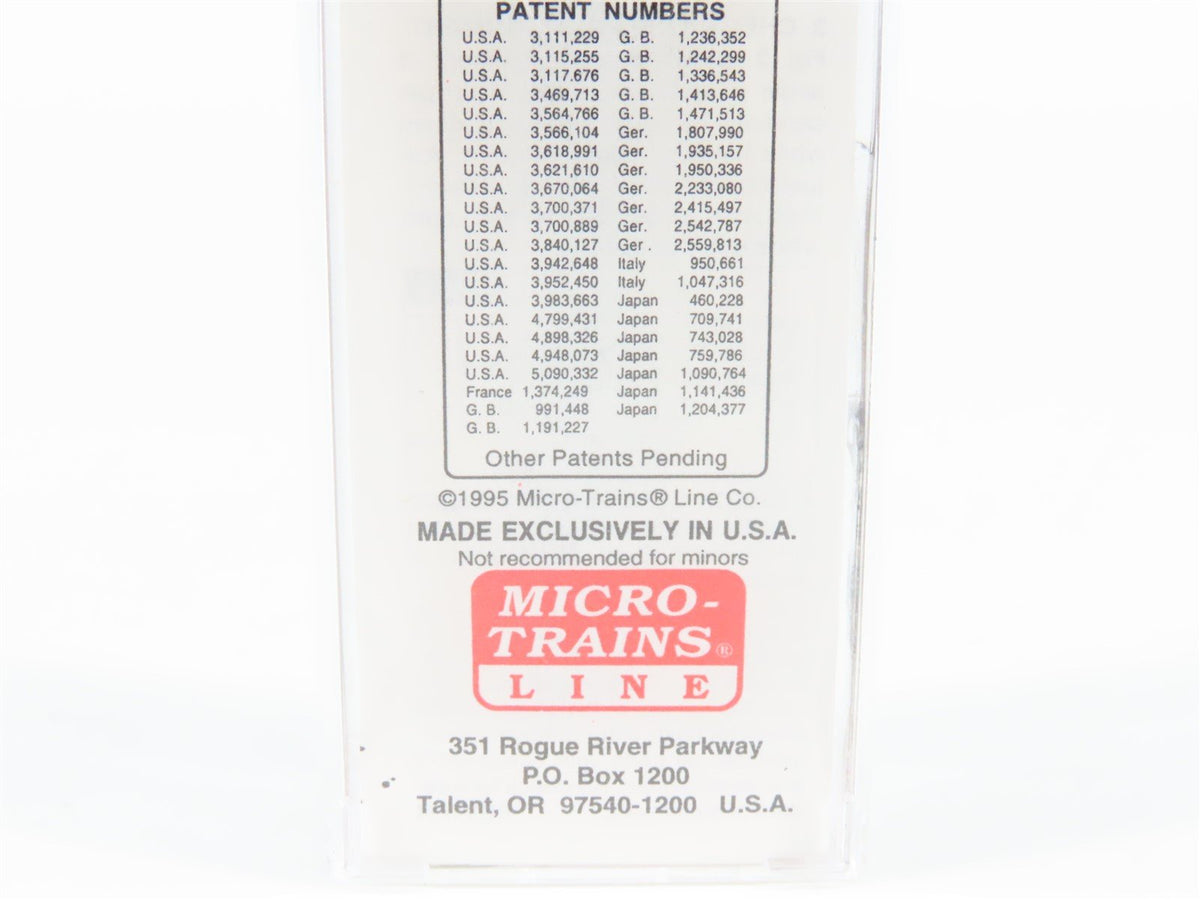 PATENT NUMBERS
U.S.A. 3,111,229 G. B. 1,236,352
U.S.A. 3,115,255 G. B. 1,242,299
U.S.A. 3,117.676 G. B. 1,336,543
U.S.A. 3,469,713 G. B. 1,413,646
U.S.A. 3,564,766 G. B. 1,471,513
U.S.A. 3,566,104 Ger. 1,807,990
U.S.A. 3,618,991 Ger. 1,935,157
U.S.A. 3,621,610 Ger. 1,950,336
U.S.A. 3,670,064 Ger. 2,233,080
U.S.A. 3,700,371 Ger. 2,415,497
U.S.A. 3,700,889 Ger. 2,542,787
U.S.A. 3,840,127 Ger . 2,559,813
U.S.A. 3,942,648 Italy 950,661
U.S.A. 3,952,450 Italy 1,047,316
U.S.A. 3,983,663 Japan 460,228
U.S.A. 4,799,431 Japan 709,741
U.S.A. 4,898,326 Japan 743,028
U.S.A. 4,948,073 Japan 759,786
U.S.A. 5,090,332 Japan 1,090,764
France 1,374,249 Japan 1,141,436
G. B. 991,448 Japan 1,204,377
G. B. 1,191,227
Other Patents Pending
©1995 Micro-Trains® Line Co.
MADE EXCLUSIVELY IN U.S.A.
Not recommended for minors
MICRO-
TRAINS®
LINE
351 Rogue River Parkway
P.O. Box 1200
Talent, OR 97540-1200 U.S.A.